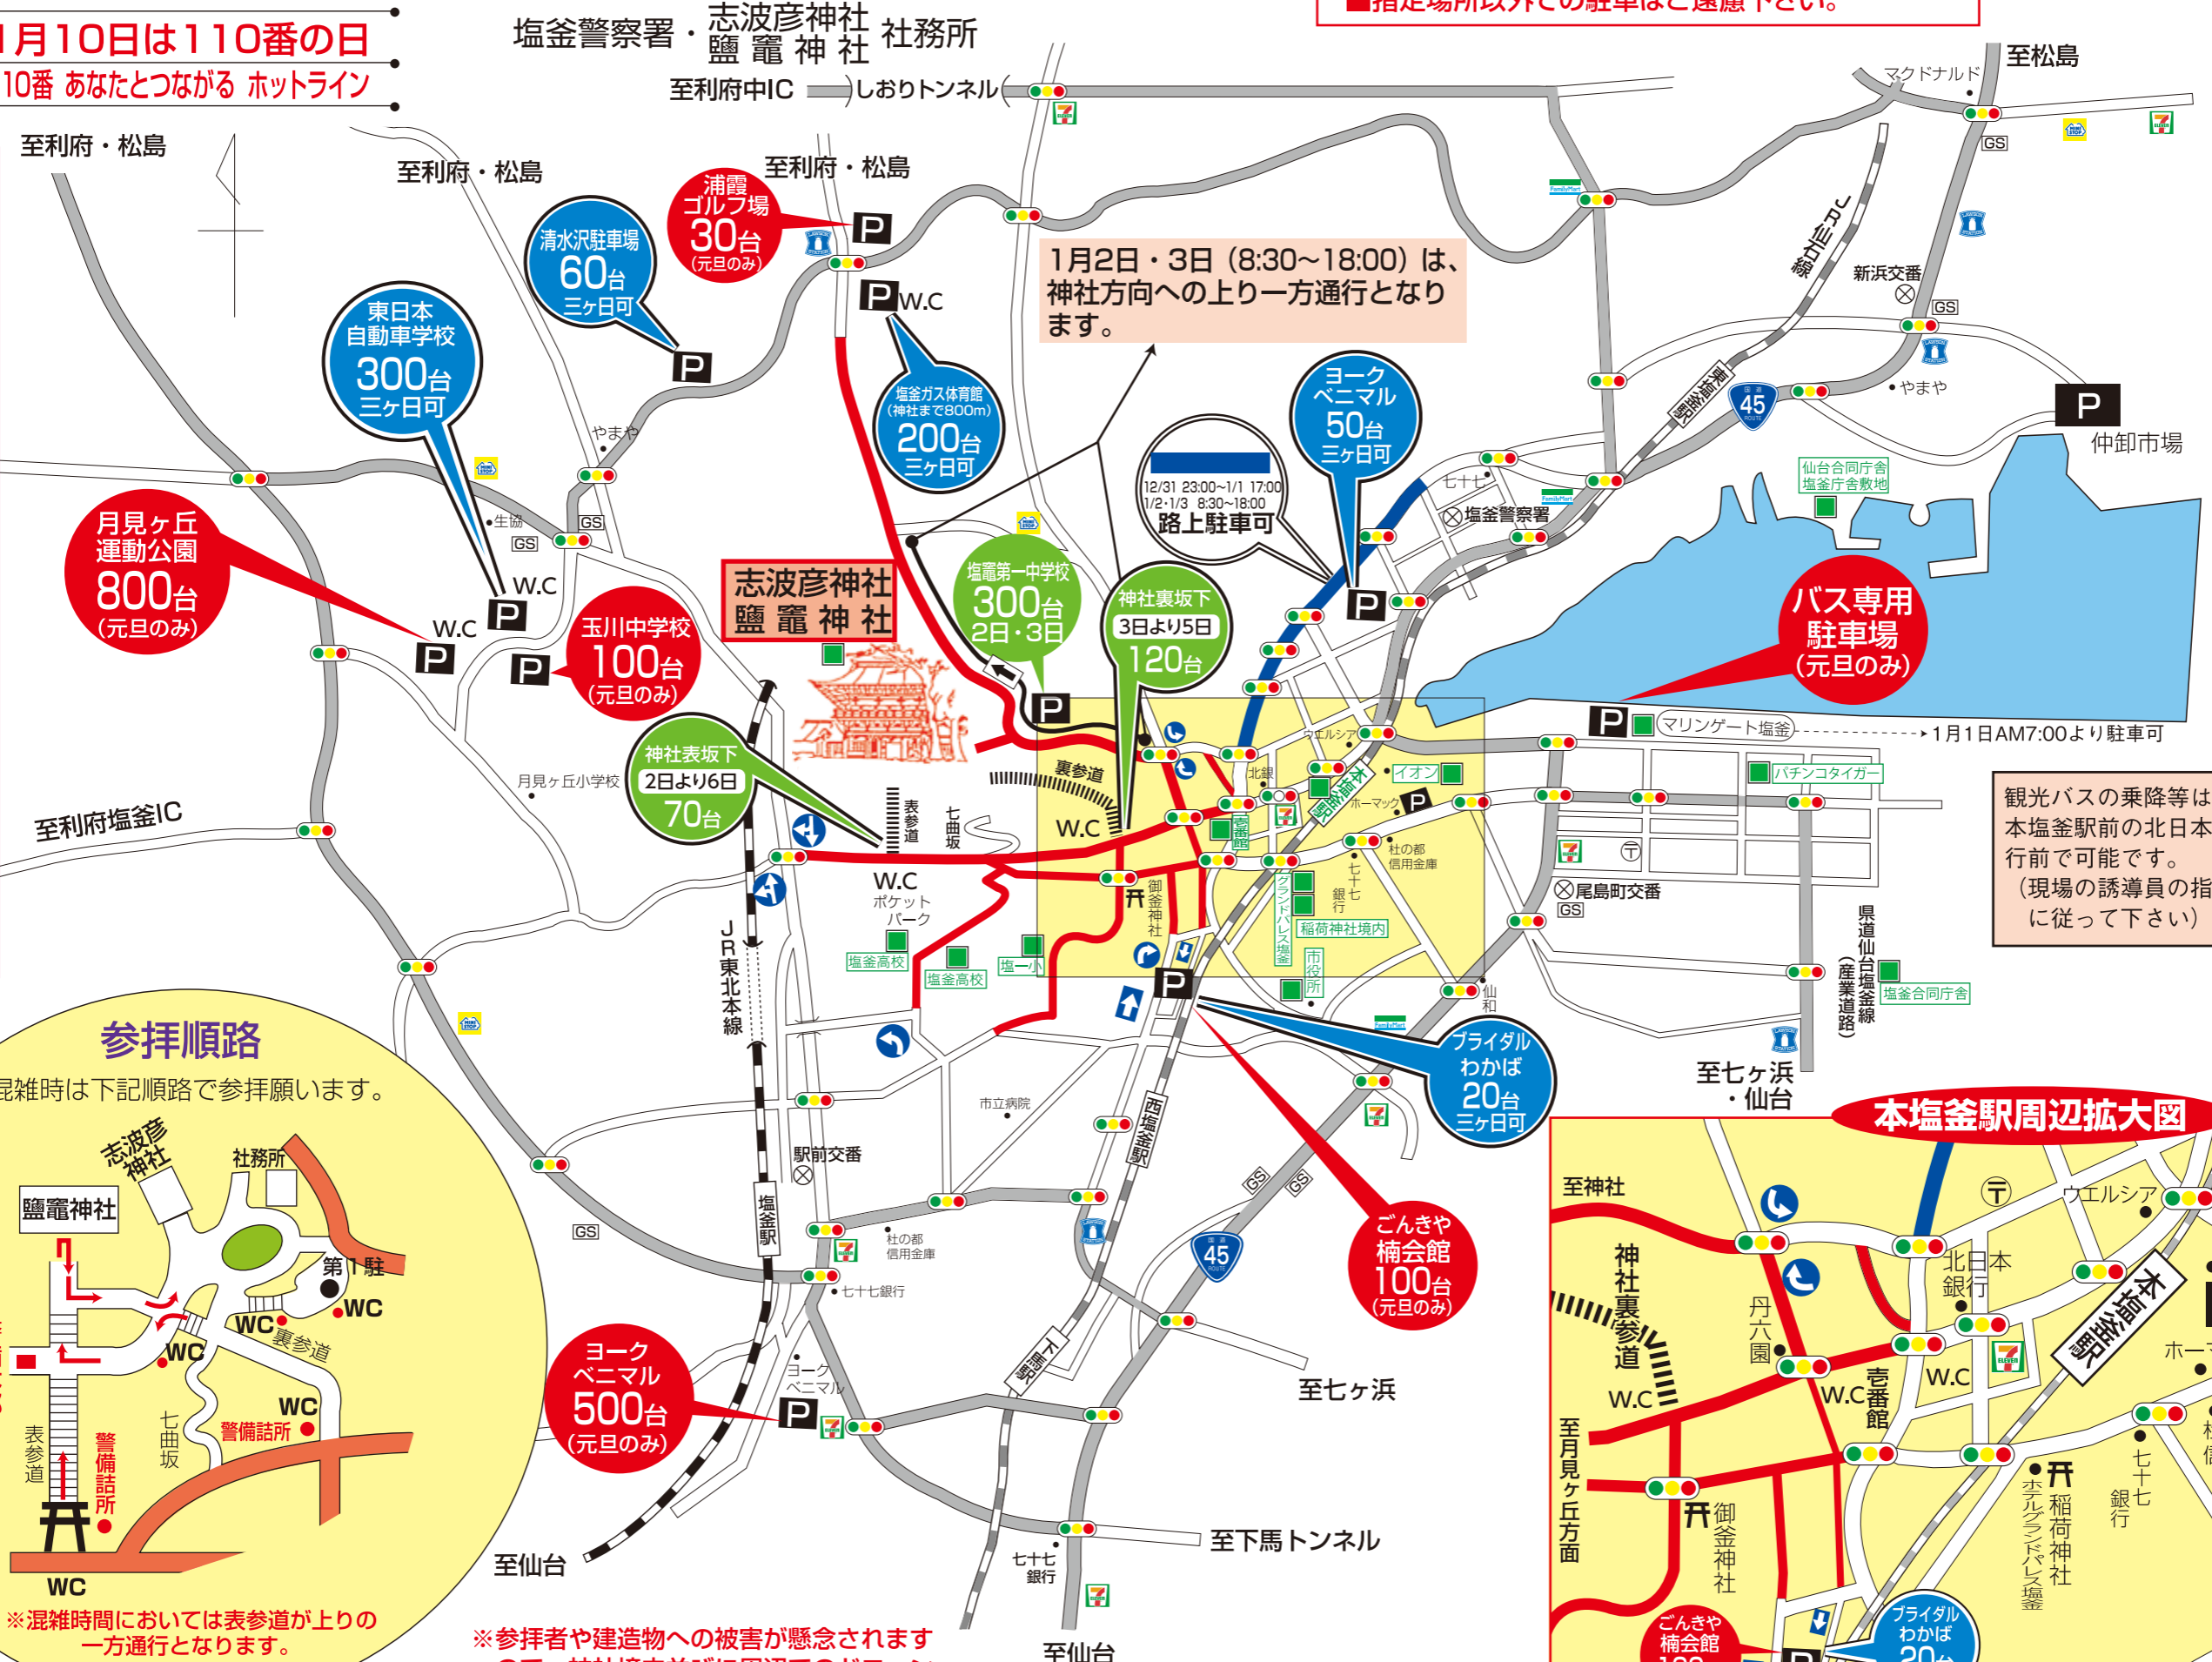 1月10日は110番の日
10番 あなたとつながる ホットライン
塩釜警察署・志波彦神社 鹽竈神社 社務所
■指定場所以外での駐車はご遠慮下さい。
至利府中IC
しおりトンネル
至松島
マクドナルド
GS
至利府・松島
至利府・松島
至利府・松島
浦霞
ゴルフ場
30台
(元旦のみ)
P
清水沢駐車場
60台
三ヶ日可
P
東日本
自動車学校
300台
三ヶ日可
P W.C
塩釜ガス体育館
(神社まで800m)
200台
三ヶ日可
1月2日・3日（8:30〜18:00）は、
神社方向への上り一方通行となり
ます。
JR仙石線
新浜交番
GS
やまや
東塩釜駅
国道
45
ROUTE
P
仲卸市場
ヨーク
ベニマル
50台
三ヶ日可
12/31 23:00〜1/1 17:00
1/2・1/3 8:30〜18:00
路上駐車可
七十七
塩釜警察署
仙台合同庁舎
塩釜庁舎敷地
やまや
生協
GS
GS
W.C
P
月見ヶ丘
運動公園
800台
(元旦のみ)
W.C
P
玉川中学校
100台
(元旦のみ)
P
志波彦神社
鹽竈神社
塩竈第一中学校
300台
2日・3日
P
神社裏坂下
3日より5日
120台
P
バス専用
駐車場
(元旦のみ)
P
マリンゲート塩釜
1月1日AM7:00より駐車可
神社表坂下
2日より6日
70台
月見ヶ丘小学校
至利府塩釜IC
表参道
七曲坂
裏参道
W.C
ウエルシア
北銀
本塩釜駅
イオン
ホーマック
P
パチンコタイガー
壱番館
杜の都
信用金庫
七十七
銀行
〒
尾島町交番
GS
観光バスの乗降等は
本塩釜駅前の北日本
行前で可能です。
（現場の誘導員の指
に従って下さい）
W.C
ポケット
パーク
御釜神社
グランドパレス塩釜
稲荷神社境内
市役所
塩釜高校
塩釜高校
塩一小
JR東北本線
P
仙和
県道仙台塩釜線
（産業道路）
塩釜合同庁舎
至七ヶ浜
・仙台
ブライダル
わかば
20台
三ヶ日可
市立病院
西塩釜駅
駅前交番
塩釜駅
GS
GS
GS
国道
45
ROUTE
ごんきや
楠会館
100台
(元旦のみ)
杜の都
信用金庫
七十七銀行
下馬駅
至七ヶ浜
ヨーク
ベニマル
500台
(元旦のみ)
ヨーク
ベニマル
P
至下馬トンネル
七十七
銀行
至仙台
至仙台
参拝順路
混雑時は下記順路で参拝願います。
志波彦
神社
社務所
鹽竈神社
第1駐
WC
WC
裏参道
WC
WC
警備詰所
七曲坂
表参道
警備詰所
WC
※混雑時間においては表参道が上りの
一方通行となります。
※参拝者や建造物への被害が懸念されます
本塩釜駅周辺拡大図
至神社
〒
ウエルシア
神社裏参道
北日本
銀行
丹六園
本塩釜駅
W.C
W.C
W.C
壱番館
至月見ヶ丘方面
御釜神社
稲荷神社
ホテルグランドパレス塩釜
七十七
銀行
ごんきや
楠会館
ブライダル
わかば
20台